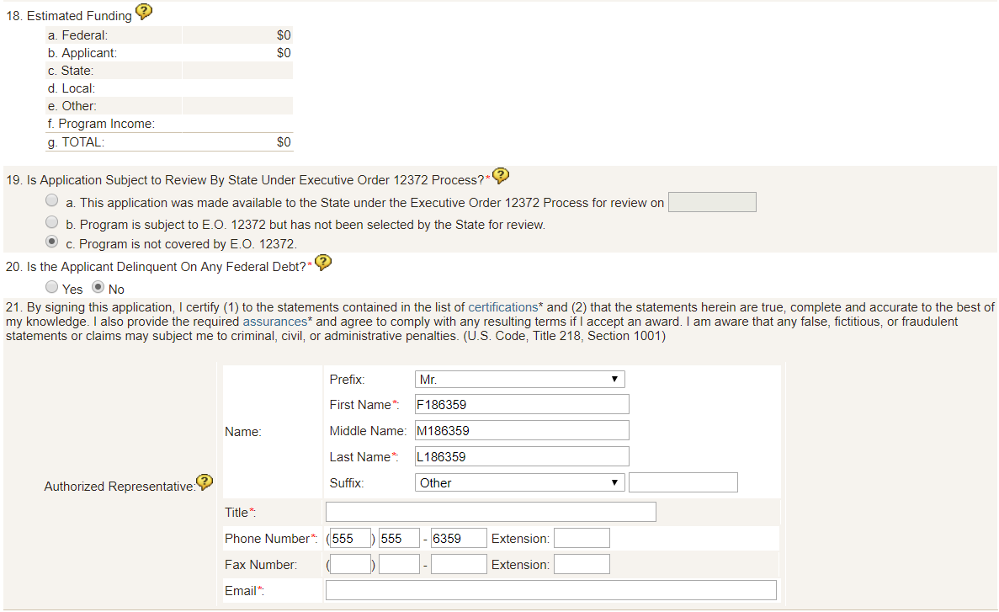 18. Estimated Funding ?
a. Federal: $0
b. Applicant: $0
c. State:
d. Local:
e. Other:
f. Program Income:
g. TOTAL: $0
19. Is Application Subject to Review By State Under Executive Order 12372 Process?* ?
a. This application was made available to the State under the Executive Order 12372 Process for review on
b. Program is subject to E.O. 12372 but has not been selected by the State for review.
c. Program is not covered by E.O. 12372.
20. Is the Applicant Delinquent On Any Federal Debt?* ?
Yes No
21. By signing this application, I certify (1) to the statements contained in the list of certifications* and (2) that the statements herein are true, complete and accurate to the best of
my knowledge. I also provide the required assurances* and agree to comply with any resulting terms if I accept an award. I am aware that any false, fictitious, or fraudulent
statements or claims may subject me to criminal, civil, or administrative penalties. (U.S. Code, Title 218, Section 1001)
Authorized Representative: ?
Name:
Prefix: Mr.
First Name*: F186359
Middle Name: M186359
Last Name*: L186359
Suffix: Other
Title*:
Phone Number*: (555) 555 - 6359 Extension:
Fax Number: ( ) - Extension:
Email*: